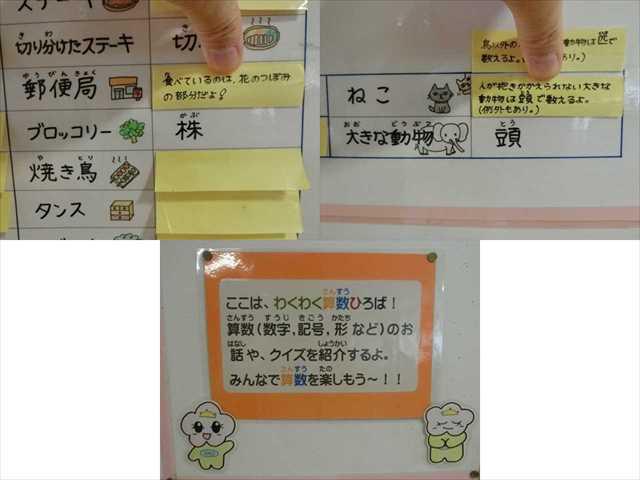 ステーキ
切り分けたステーキ
切
郵便局
食べているのは、花のつぼみ
の部分だよ!
ブロッコリー
株
焼き鳥
タンス
数えるよ。
ねこ
人が抱きかかえられない大きな
動物は頭で数えるよ。
(例外もあり。)
大きな動物
頭
ここは、わくわく算数ひろば!
算数(数字,記号,形など)のお
話や、クイズを紹介するよ。
みんなで算数を楽しもう~!!